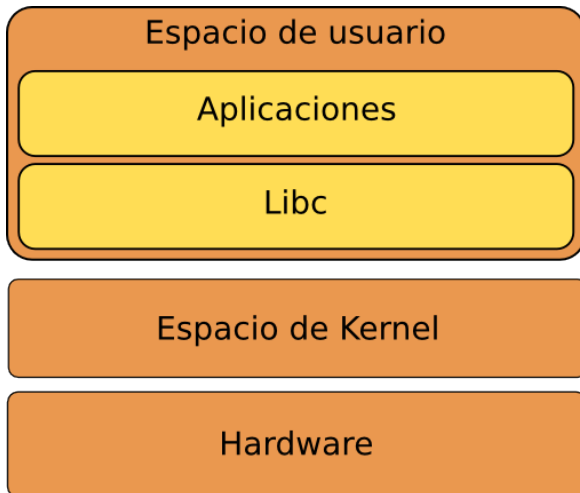 Espacio de usuario
Aplicaciones
Libc
Espacio de Kernel
Hardware